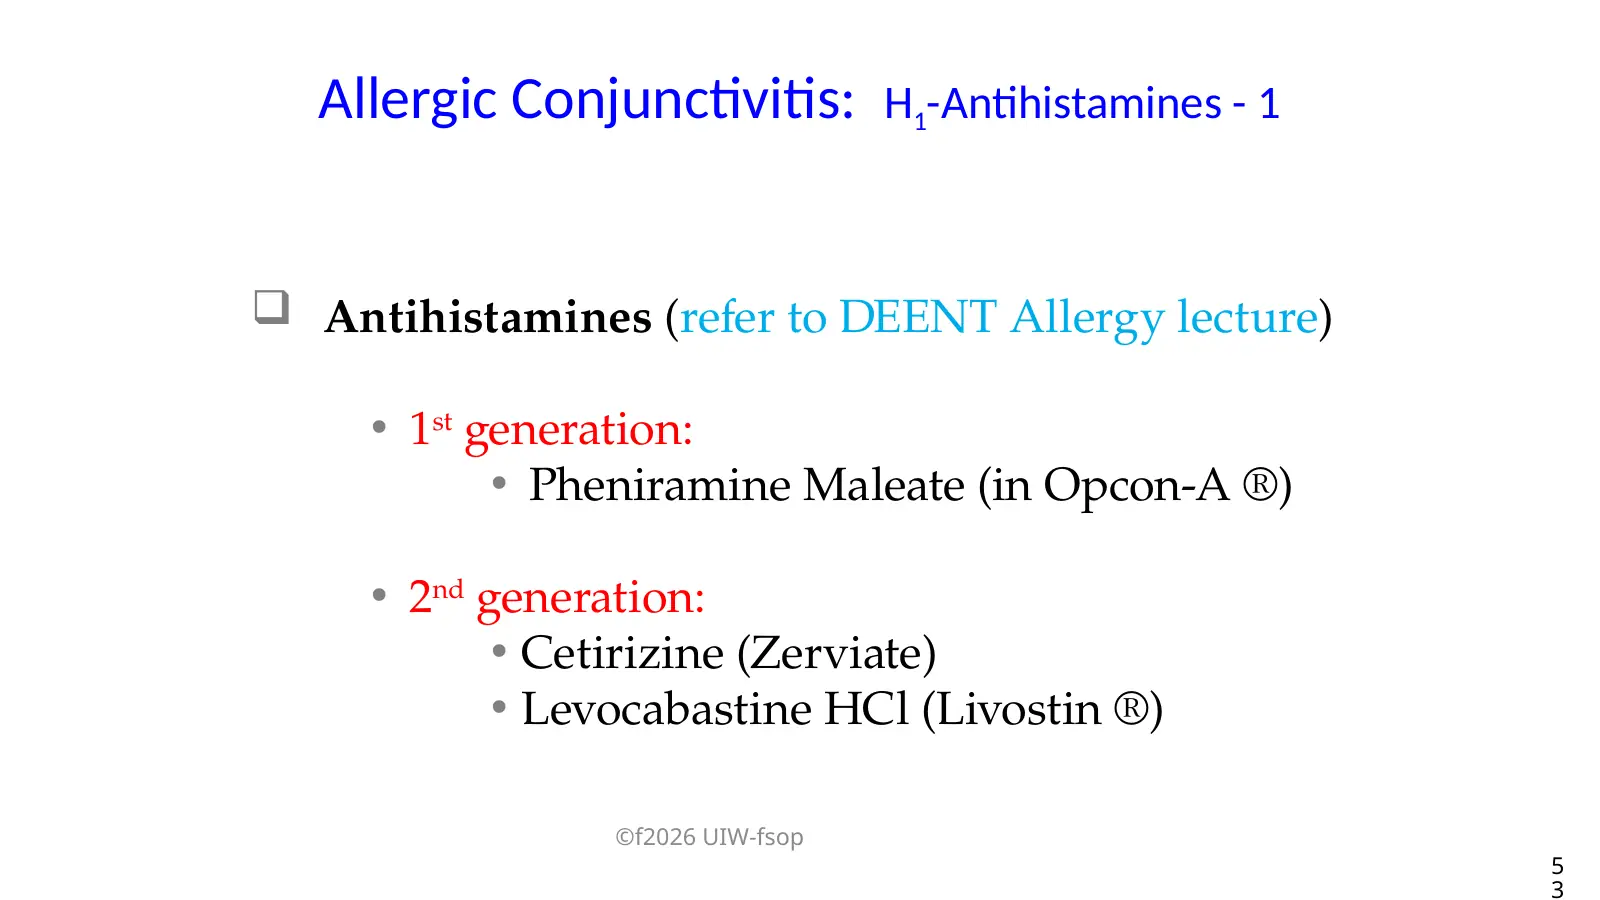 Allergic Conjunctivitis: H1-Antihistamines - 1
❑ Antihistamines (refer to DEENT Allergy lecture)
• 1st generation:
• Pheniramine Maleate (in Opcon-A ®)
• 2nd generation:
• Cetirizine (Zerviate)
• Levocabastine HCl (Livostin ®)
©f2026 UIW-fsop
5
3